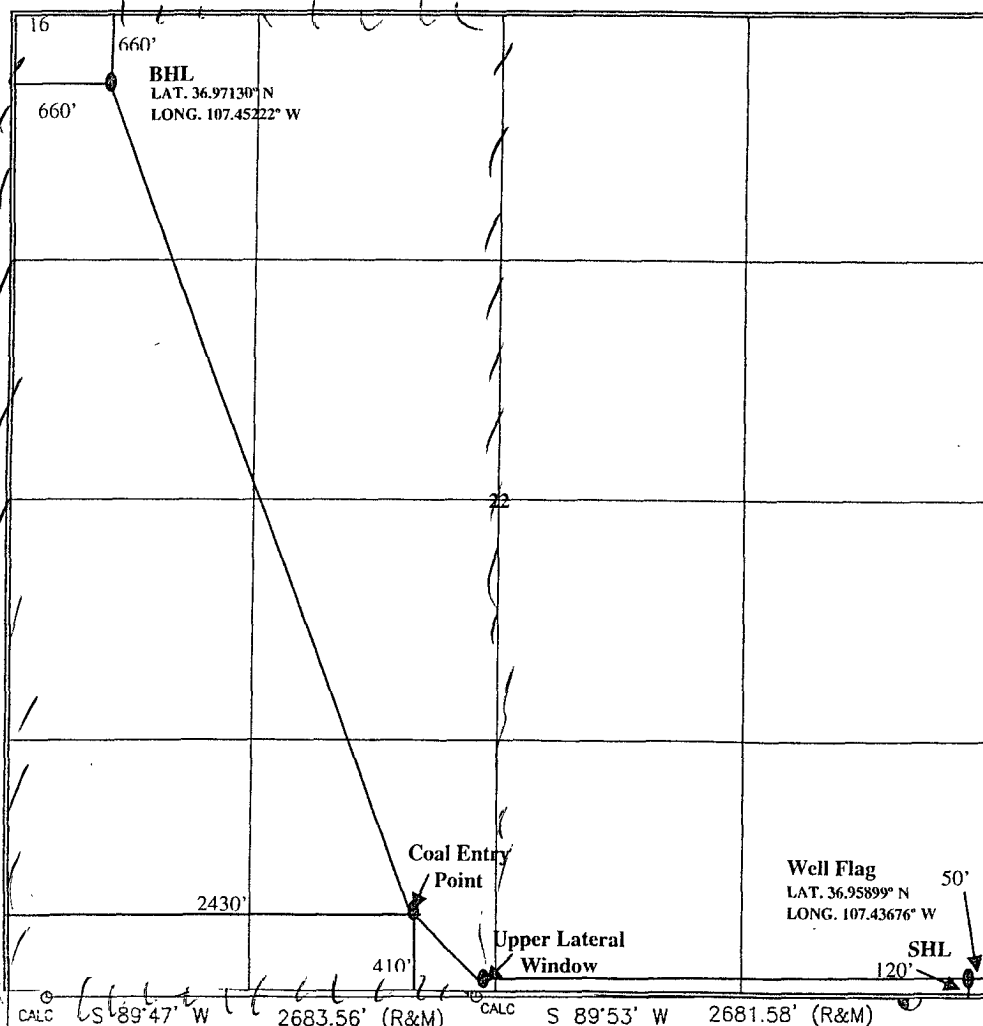 16
660'
BHL
LAT. 36.97130° N
LONG. 107.45222° W
660'
22
Coal Entry
Point
2430'
410'
Upper Lateral
Window
Well Flag
LAT. 36.95899° N
LONG. 107.43676° W
50'
SHL
120'
CALC
S 89°47' W
2683.56' (R&M)
CALC
S 89°53' W
2681.58' (R&M)